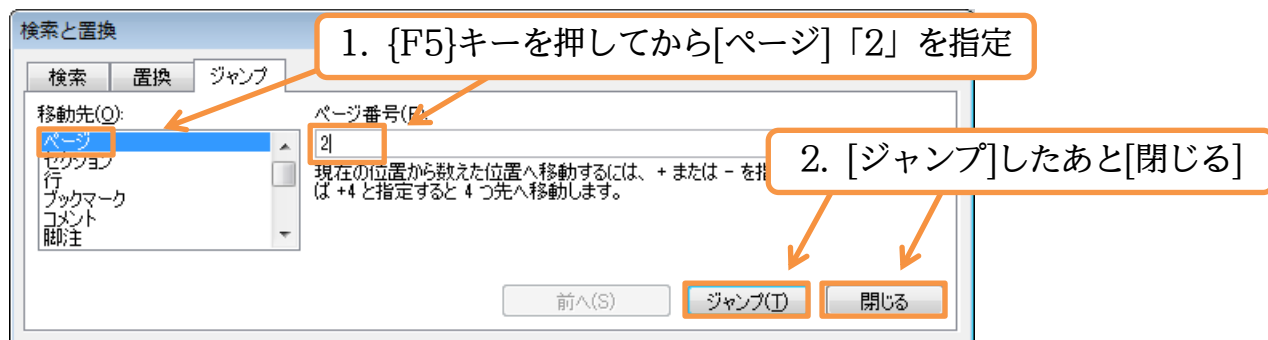 検索と置換
1. {F5}キーを押してから[ページ]「2」を指定
検索
置換
ジャンプ
移動先(O):
ページ番号(
ページ
セクション
行
ブックマーク
コメント
脚注
2
現在の位置から数えた位置へ移動するには、+ または - を指
ば +4 と指定すると 4 つ先へ移動します。
2. [ジャンプ]したあと[閉じる]
前へ(S)
ジャンプ(T)
閉じる